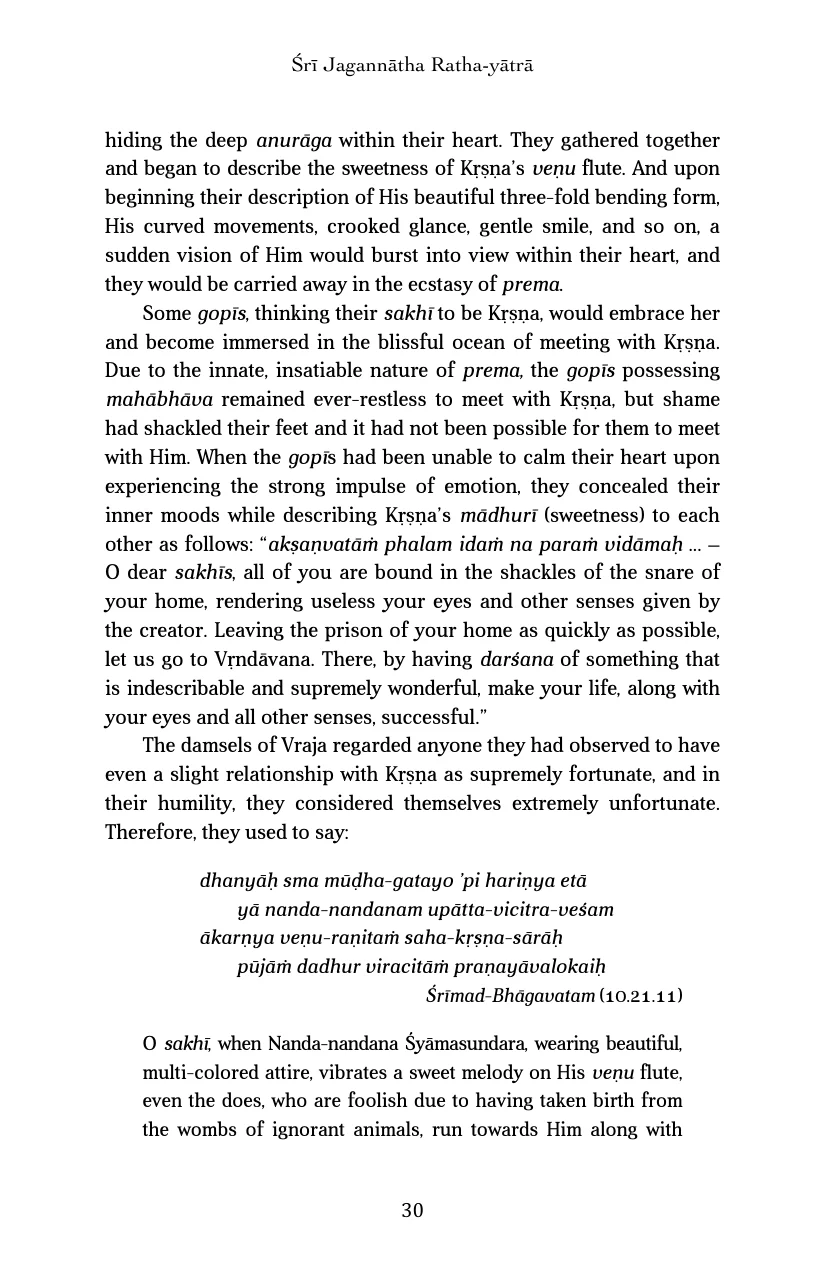 Śrī Jagannātha Ratha-yātrā
hiding the deep anurāga within their heart. They gathered together
and began to describe the sweetness of Kṛṣṇa’s veṇu flute. And upon
beginning their description of His beautiful three-fold bending form,
His curved movements, crooked glance, gentle smile, and so on, a
sudden vision of Him would burst into view within their heart, and
they would be carried away in the ecstasy of prema.
Some gopīs, thinking their sakhī to be Kṛṣṇa, would embrace her
and become immersed in the blissful ocean of meeting with Kṛṣṇa.
Due to the innate, insatiable nature of prema, the gopīs possessing
mahābhāva remained ever-restless to meet with Kṛṣṇa, but shame
had shackled their feet and it had not been possible for them to meet
with Him. When the gopīs had been unable to calm their heart upon
experiencing the strong impulse of emotion, they concealed their
inner moods while describing Kṛṣṇa’s mādhurī (sweetness) to each
other as follows: “akṣaṇvatāṁ phalam idaṁ na paraṁ vidāmaḥ ... –
O dear sakhīs, all of you are bound in the shackles of the snare of
your home, rendering useless your eyes and other senses given by
the creator. Leaving the prison of your home as quickly as possible,
let us go to Vṛndāvana. There, by having darśana of something that
is indescribable and supremely wonderful, make your life, along with
your eyes and all other senses, successful.”
The damsels of Vraja regarded anyone they had observed to have
even a slight relationship with Kṛṣṇa as supremely fortunate, and in
their humility, they considered themselves extremely unfortunate.
Therefore, they used to say:
dhanyāḥ sma mūḍha-gatayo ’pi hariṇya etā
yā nanda-nandanam upātta-vicitra-veśam
ākarṇya veṇu-raṇitaṁ saha-kṛṣṇa-sārāḥ
pūjāṁ dadhur viracitāṁ praṇayāvalokaiḥ
Śrīmad-Bhāgavatam (10.21.11)
O sakhī, when Nanda-nandana Śyāmasundara, wearing beautiful,
multi-colored attire, vibrates a sweet melody on His veṇu flute,
even the does, who are foolish due to having taken birth from
the wombs of ignorant animals, run towards Him along with
30